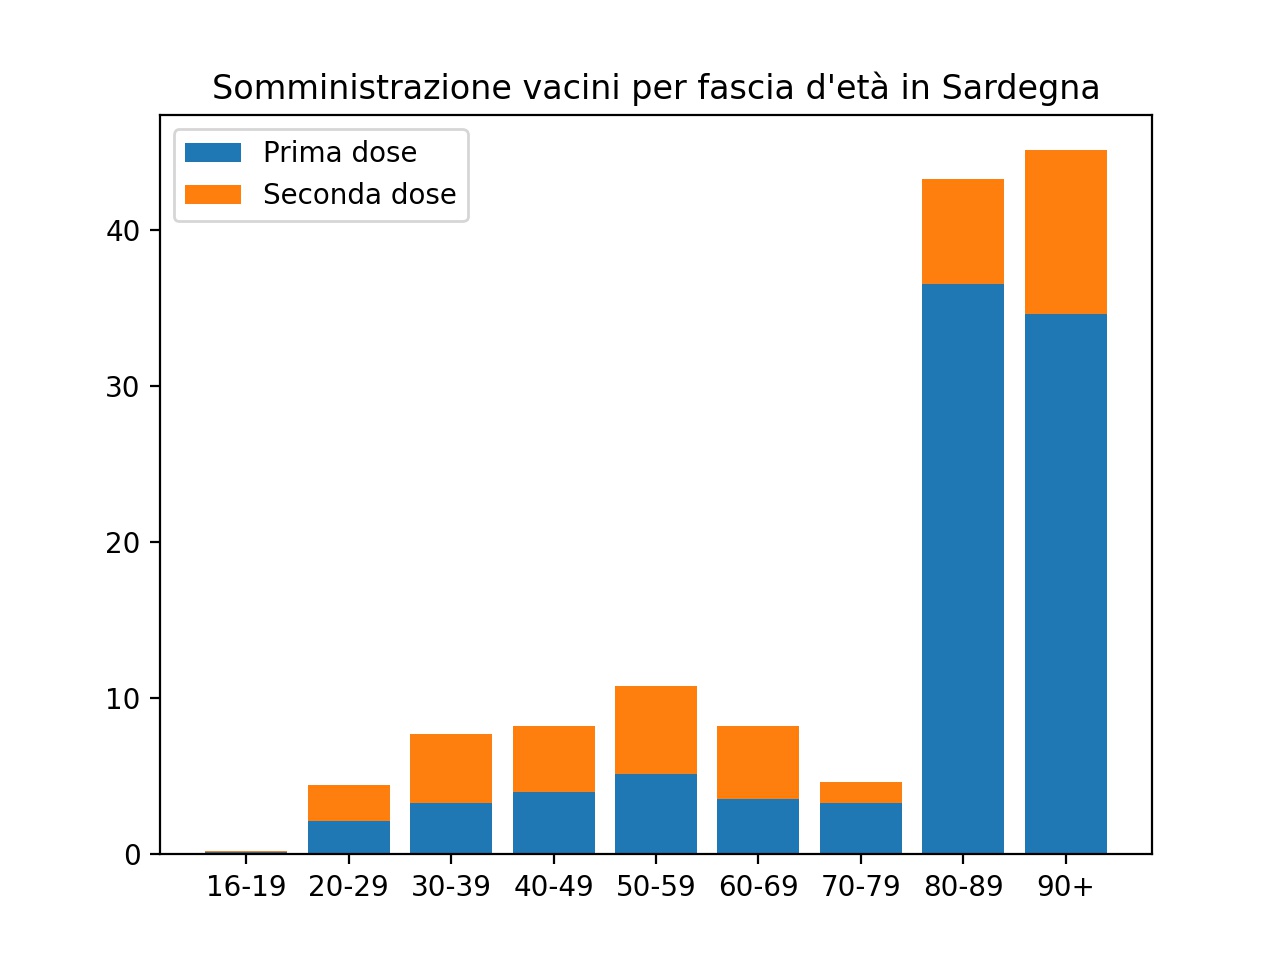 Somministrazione vacini per fascia d'età in Sardegna
Prima dose
Seconda dose
40
30
20
10
0
16-19 20-29 30-39 40-49 50-59 60-69 70-79 80-89 90+